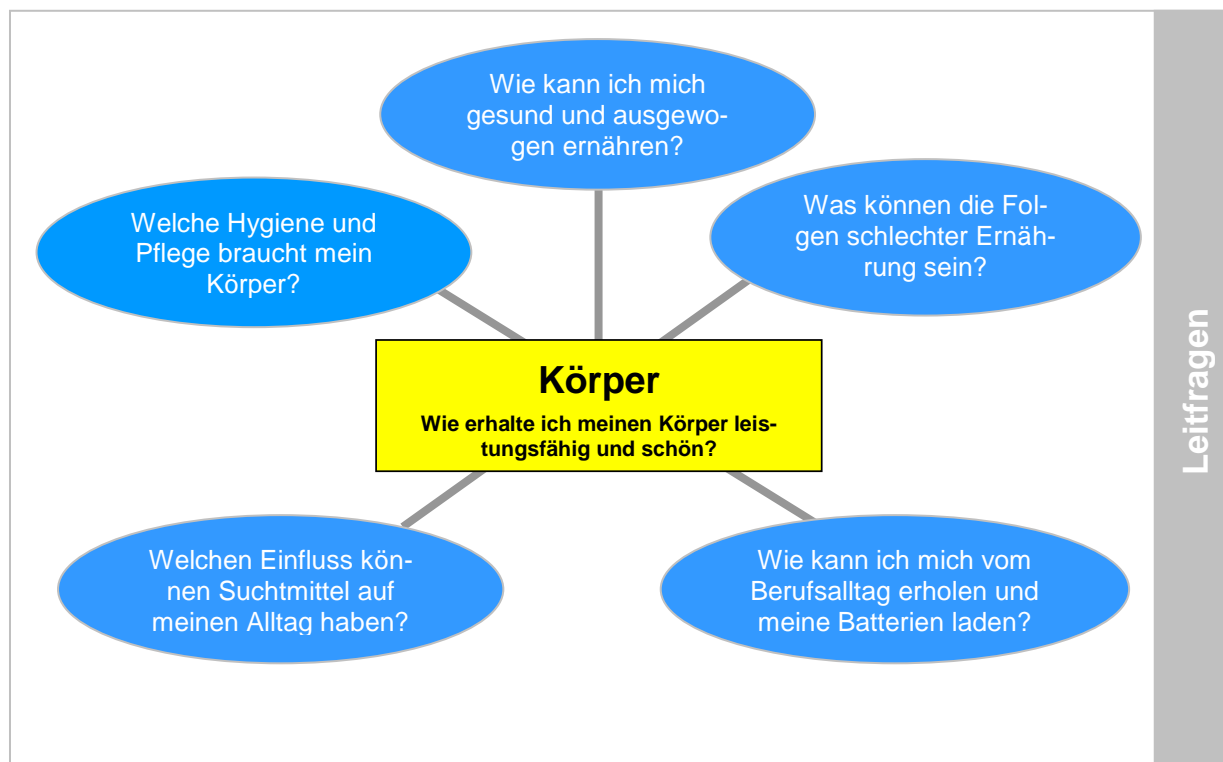 Wie kann ich mich
gesund und ausgewo-
gen ernähren?
Welche Hygiene und
Pflege braucht mein
Körper?
Was können die Fol-
gen schlechter Ernäh-
rung sein?
Körper
Wie erhalte ich meinen Körper leis-
tungsfähig und schön?
Welchen Einfluss kön-
nen Suchtmittel auf
meinen Alltag haben?
Wie kann ich mich vom
Berufsalltag erholen und
meine Batterien laden?
Leitfragen